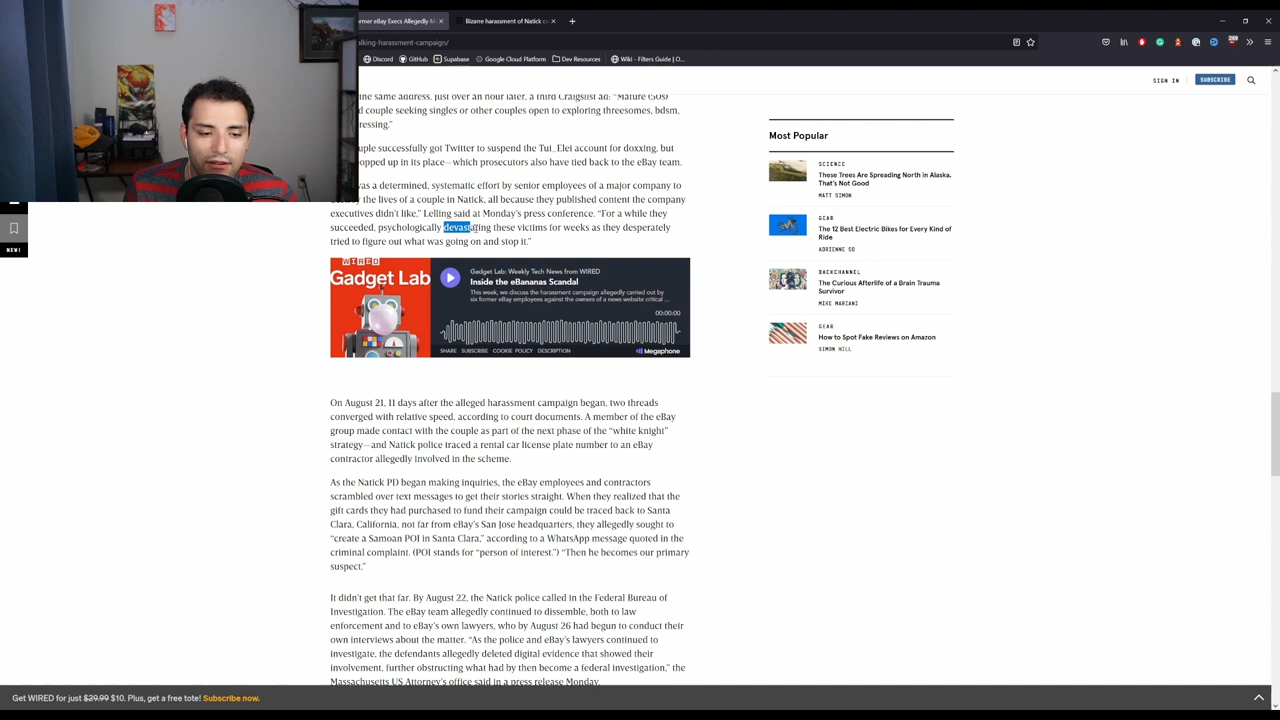 ormer eBay Execs Allegedly M
Bizarre harassment of Natick c
alking-harassment-campaign/
Discord
GitHub
Supabase
Google Cloud Platform
Dev Resources
Wiki - Filters Guide | O...
SIGN IN
SUBSCRIBE
the same address. Just over an hour later, a third Craigslist ad: "Mature (50s)
d couple seeking singles or other couples open to exploring threesomes, bdsm,
ressing."
uple successfully got Twitter to suspend the Tui_Elei account for doxxing, but
opped up in its place—which prosecutors also have tied back to the eBay team.
was a determined, systematic effort by senior employees of a major company to
the lives of a couple in Natick, all because they published content the company
executives didn't like," Lelling said at Monday's press conference. "For a while they
succeeded, psychologically devastating these victims for weeks as they desperately
tried to figure out what was going on and stop it."
WIRED
Gadget Lab
Gadget Lab: Weekly Tech News from WIRED
Inside the eBananas Scandal
This week, we discuss the harassment campaign allegedly carried out by
six former eBay employees against the owners of a news website critical ...
00:00:00
SHARE SUBSCRIBE COOKIE POLICY DESCRIPTION
Megaphone
On August 21, 11 days after the alleged harassment campaign began, two threads
converged with relative speed, according to court documents. A member of the eBay
group made contact with the couple as part of the next phase of the "white knight"
strategy—and Natick police traced a rental car license plate number to an eBay
contractor allegedly involved in the scheme.
As the Natick PD began making inquiries, the eBay employees and contractors
scrambled over text messages to get their stories straight. When they realized that the
gift cards they had purchased to fund their campaign could be traced back to Santa
Clara, California, not far from eBay's San Jose headquarters, they allegedly sought to
"create a Samoan POI in Santa Clara," according to a WhatsApp message quoted in the
criminal complaint. (POI stands for "person of interest.") "Then he becomes our primary
suspect."
It didn't get that far. By August 22, the Natick police called in the Federal Bureau of
Investigation. The eBay team allegedly continued to dissemble, both to law
enforcement and to eBay's own lawyers, who by August 26 had begun to conduct their
own interviews about the matter. "As the police and eBay's lawyers continued to
investigate, the defendants allegedly deleted digital evidence that showed their
involvement, further obstructing what had by then become a federal investigation," the
Massachusetts US Attorney's office said in a press release Monday.
Most Popular
SCIENCE
These Trees Are Spreading North in Alaska.
That's Not Good
MATT SIMON
GEAR
The 12 Best Electric Bikes for Every Kind of
Ride
ADRIENNE SO
BACKCHANNEL
The Curious Afterlife of a Brain Trauma
Survivor
MIKE MARIANI
GEAR
How to Spot Fake Reviews on Amazon
SIMON HILL
NEW!
Get WIRED for just $29.99 $10. Plus, get a free tote! Subscribe now.